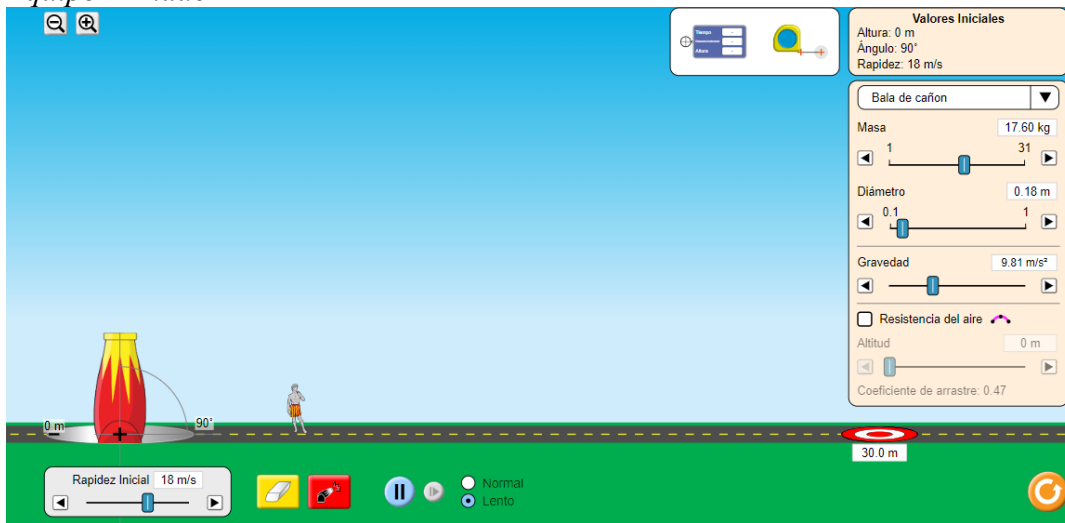 Tiempo -
-
Altura -
Valores Iniciales
Altura: 0 m
Ángulo: 90°
Rapidez: 18 m/s
Bala de cañon ▼
Masa 17.60 kg
1 31
Diámetro 0.18 m
0.1 1
Gravedad 9.81 m/s²
Resistencia del aire
Altitud 0 m
Coeficiente de arrastre: 0.47
0 m
90°
30.0 m
Rapidez Inicial 18 m/s
Normal
Lento